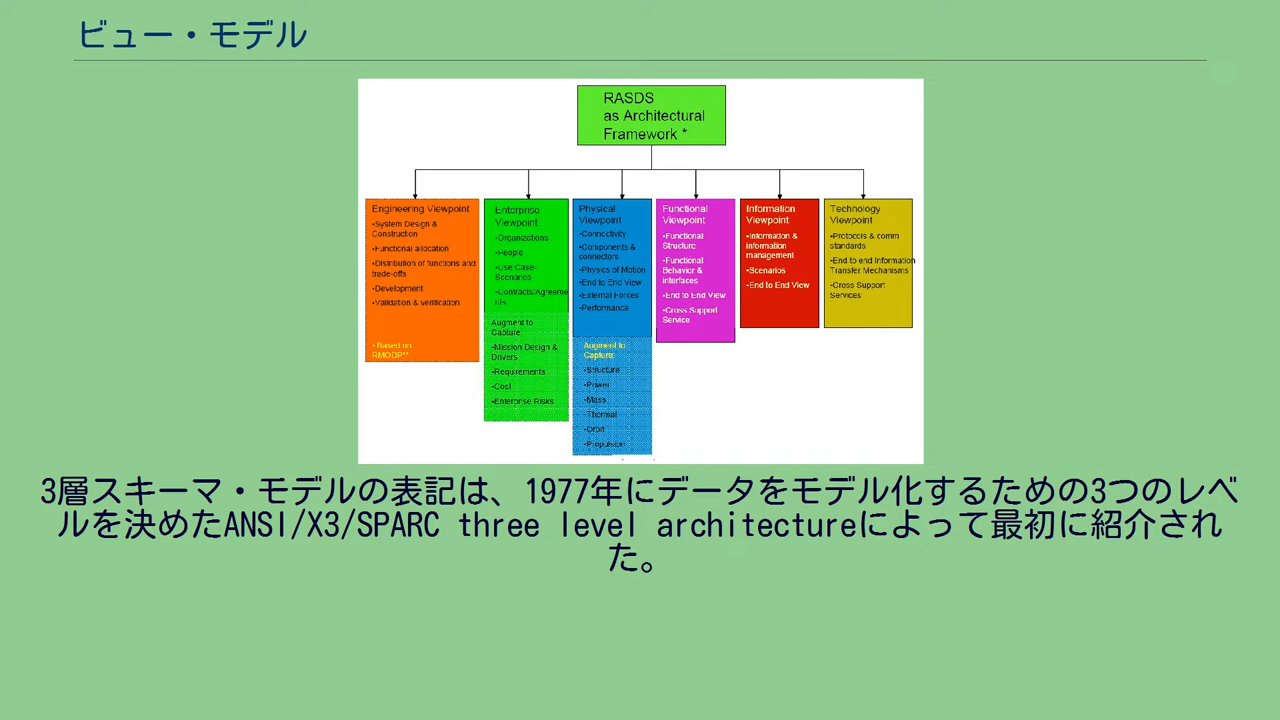 ビュー・モデル
RASDS
as Architectural
Framework *
Engineering Viewpoint
•System Design &
Construction
•Functional allocation
•Distribution of functions and
trade-offs
•Development
•Validation & verification
• Based on
RMODP**
Enterprise
Viewpoint
•Organizations
•People
•Use Case-
Scenarios
•Contracts/Agreeme
nts
Augment to
Capture:
•Mission Design &
Drivers
•Requirements
•Cost
•Enterprise Risks
Physical
Viewpoint
•Connectivity
•Components &
connectors
•Physics of Motion
•End to End View
•External Forces
•Performance
Augment to
Capture:
•Structure
•Power
•Mass
•Thermal
•Orbit
•Propulsion
Functional
Viewpoint
•Functional
Structure
•Functional
Behavior &
interfaces
•End to End View
•Cross Support
Service
Information
Viewpoint
•Information &
information
management
•Scenarios
•End to End View
Technology
Viewpoint
•Protocols & comm
standards
•End to end Information
Transfer Mechanisms
•Cross Support
Services
3層スキーマ・モデルの表記は、1977年にデータをモデル化するための3つのレベ
ルを決めたANSI/X3/SPARC three level architectureによって最初に紹介され
た。